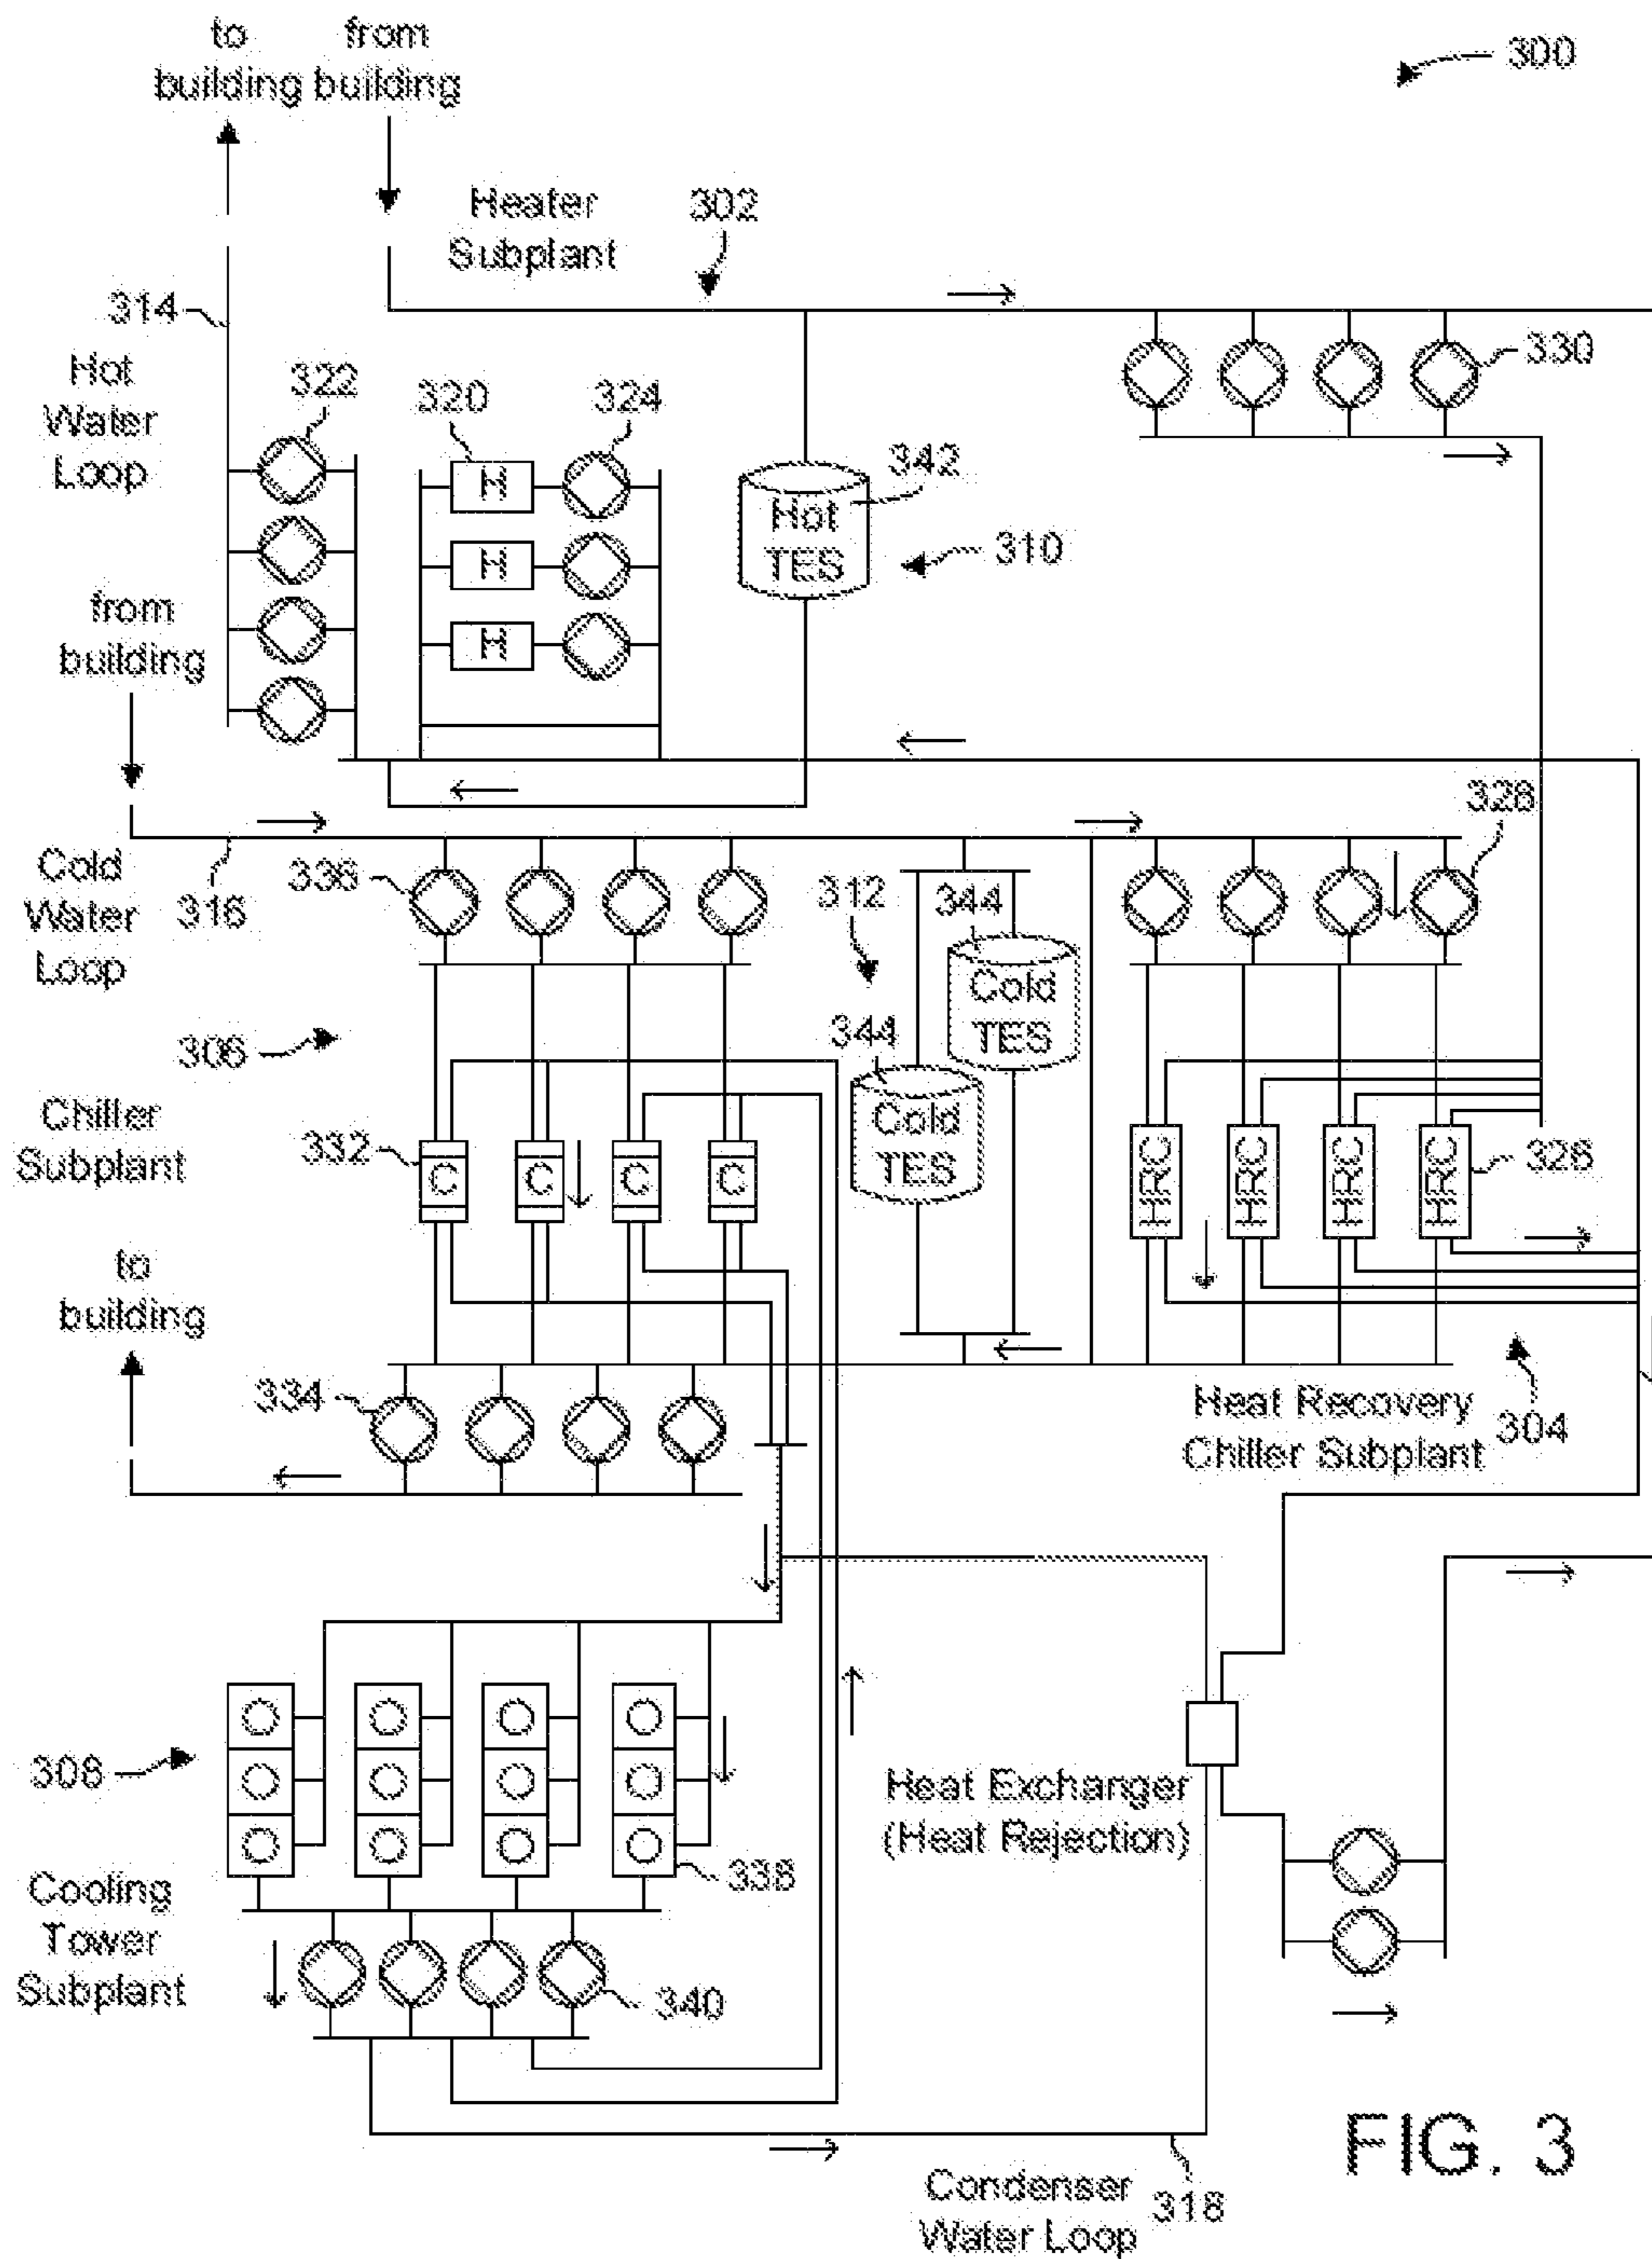 to from
building building
300
Heater
Subplant
302
314
Hot
Water
Loop
322
320
324
330
342
Hot
TES
310
from
building
H
H
H
328
Cold
Water
Loop
316
336
312
344
Cold
TES
344
Cold
TES
306
Chiller
Subplant
332
C
C
C
C
HRC
HRC
HRC
HRC
326
to
building
334
Heat Recovery
Chiller Subplant
304
308
Heat Exchanger
(Heat Rejection)
338
Cooling
Tower
Subplant
340
FIG. 3
Condenser
Water Loop
318